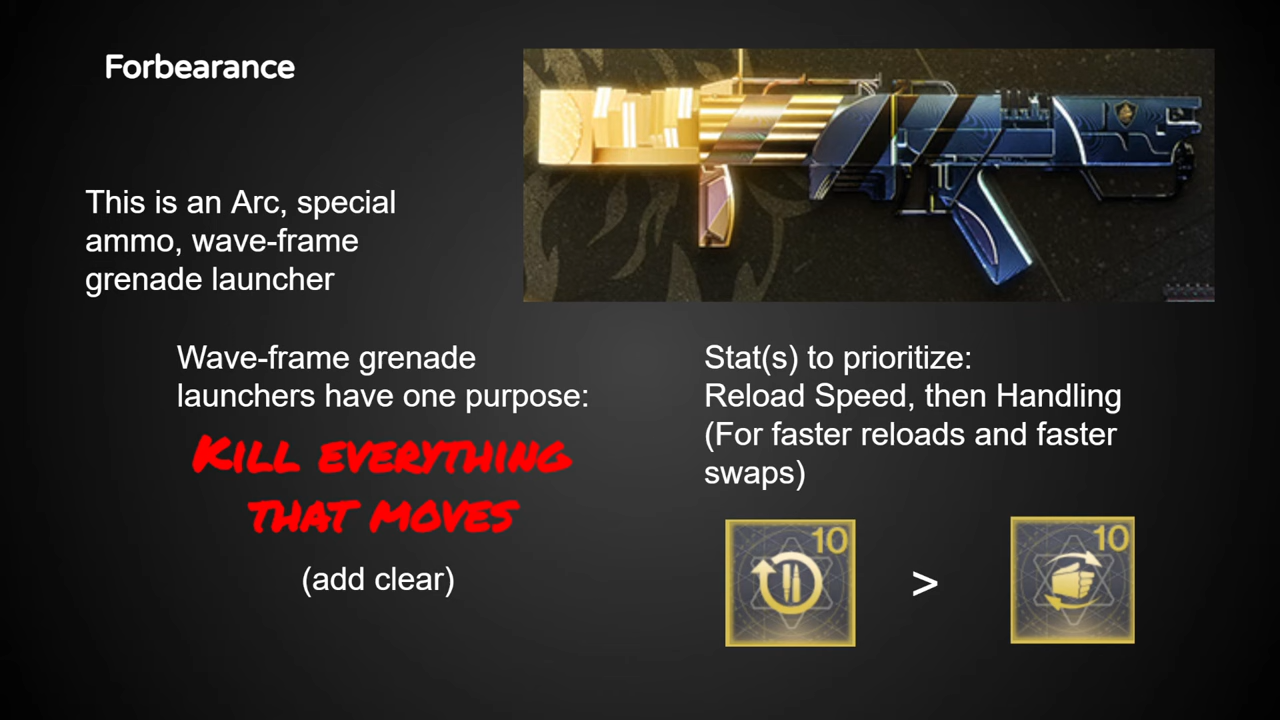 Forbearance
This is an Arc, special
ammo, wave-frame
grenade launcher
Wave-frame grenade
launchers have one purpose:
Kill everything
that moves
(add clear)
Stat(s) to prioritize:
Reload Speed, then Handling
(For faster reloads and faster
swaps)
10
>
10